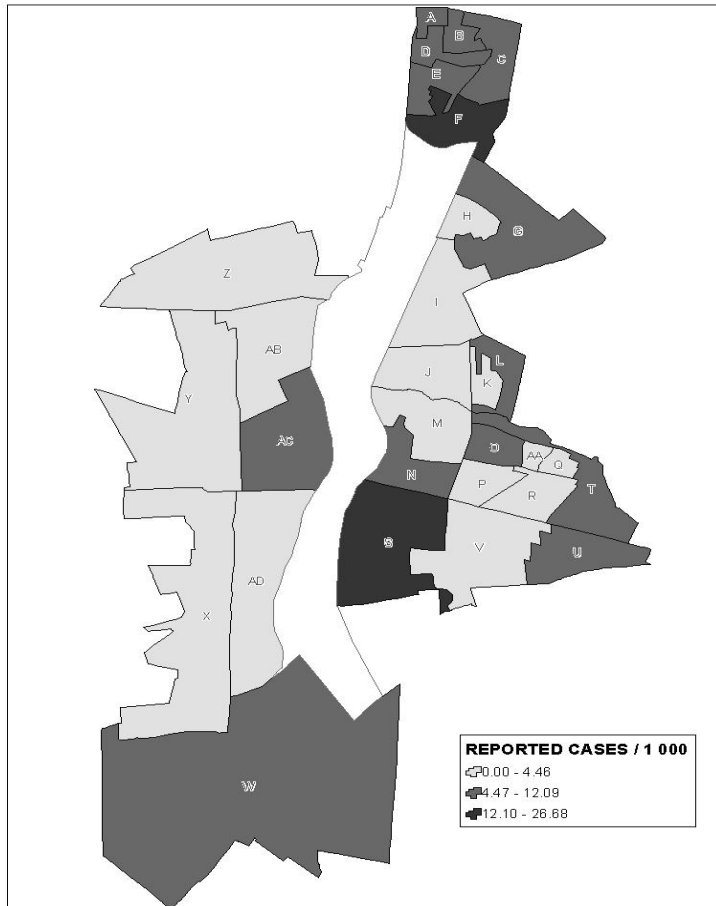 A
B
D
C
E
F
H
G
Z
I
AB
L
J
K
Y
M
AC
O
AA
Q
N
P
R
T
S
V
U
AD
X
W
REPORTED CASES / 1 000
0.00 - 4.46
4.47 - 12.09
12.10 - 26.68